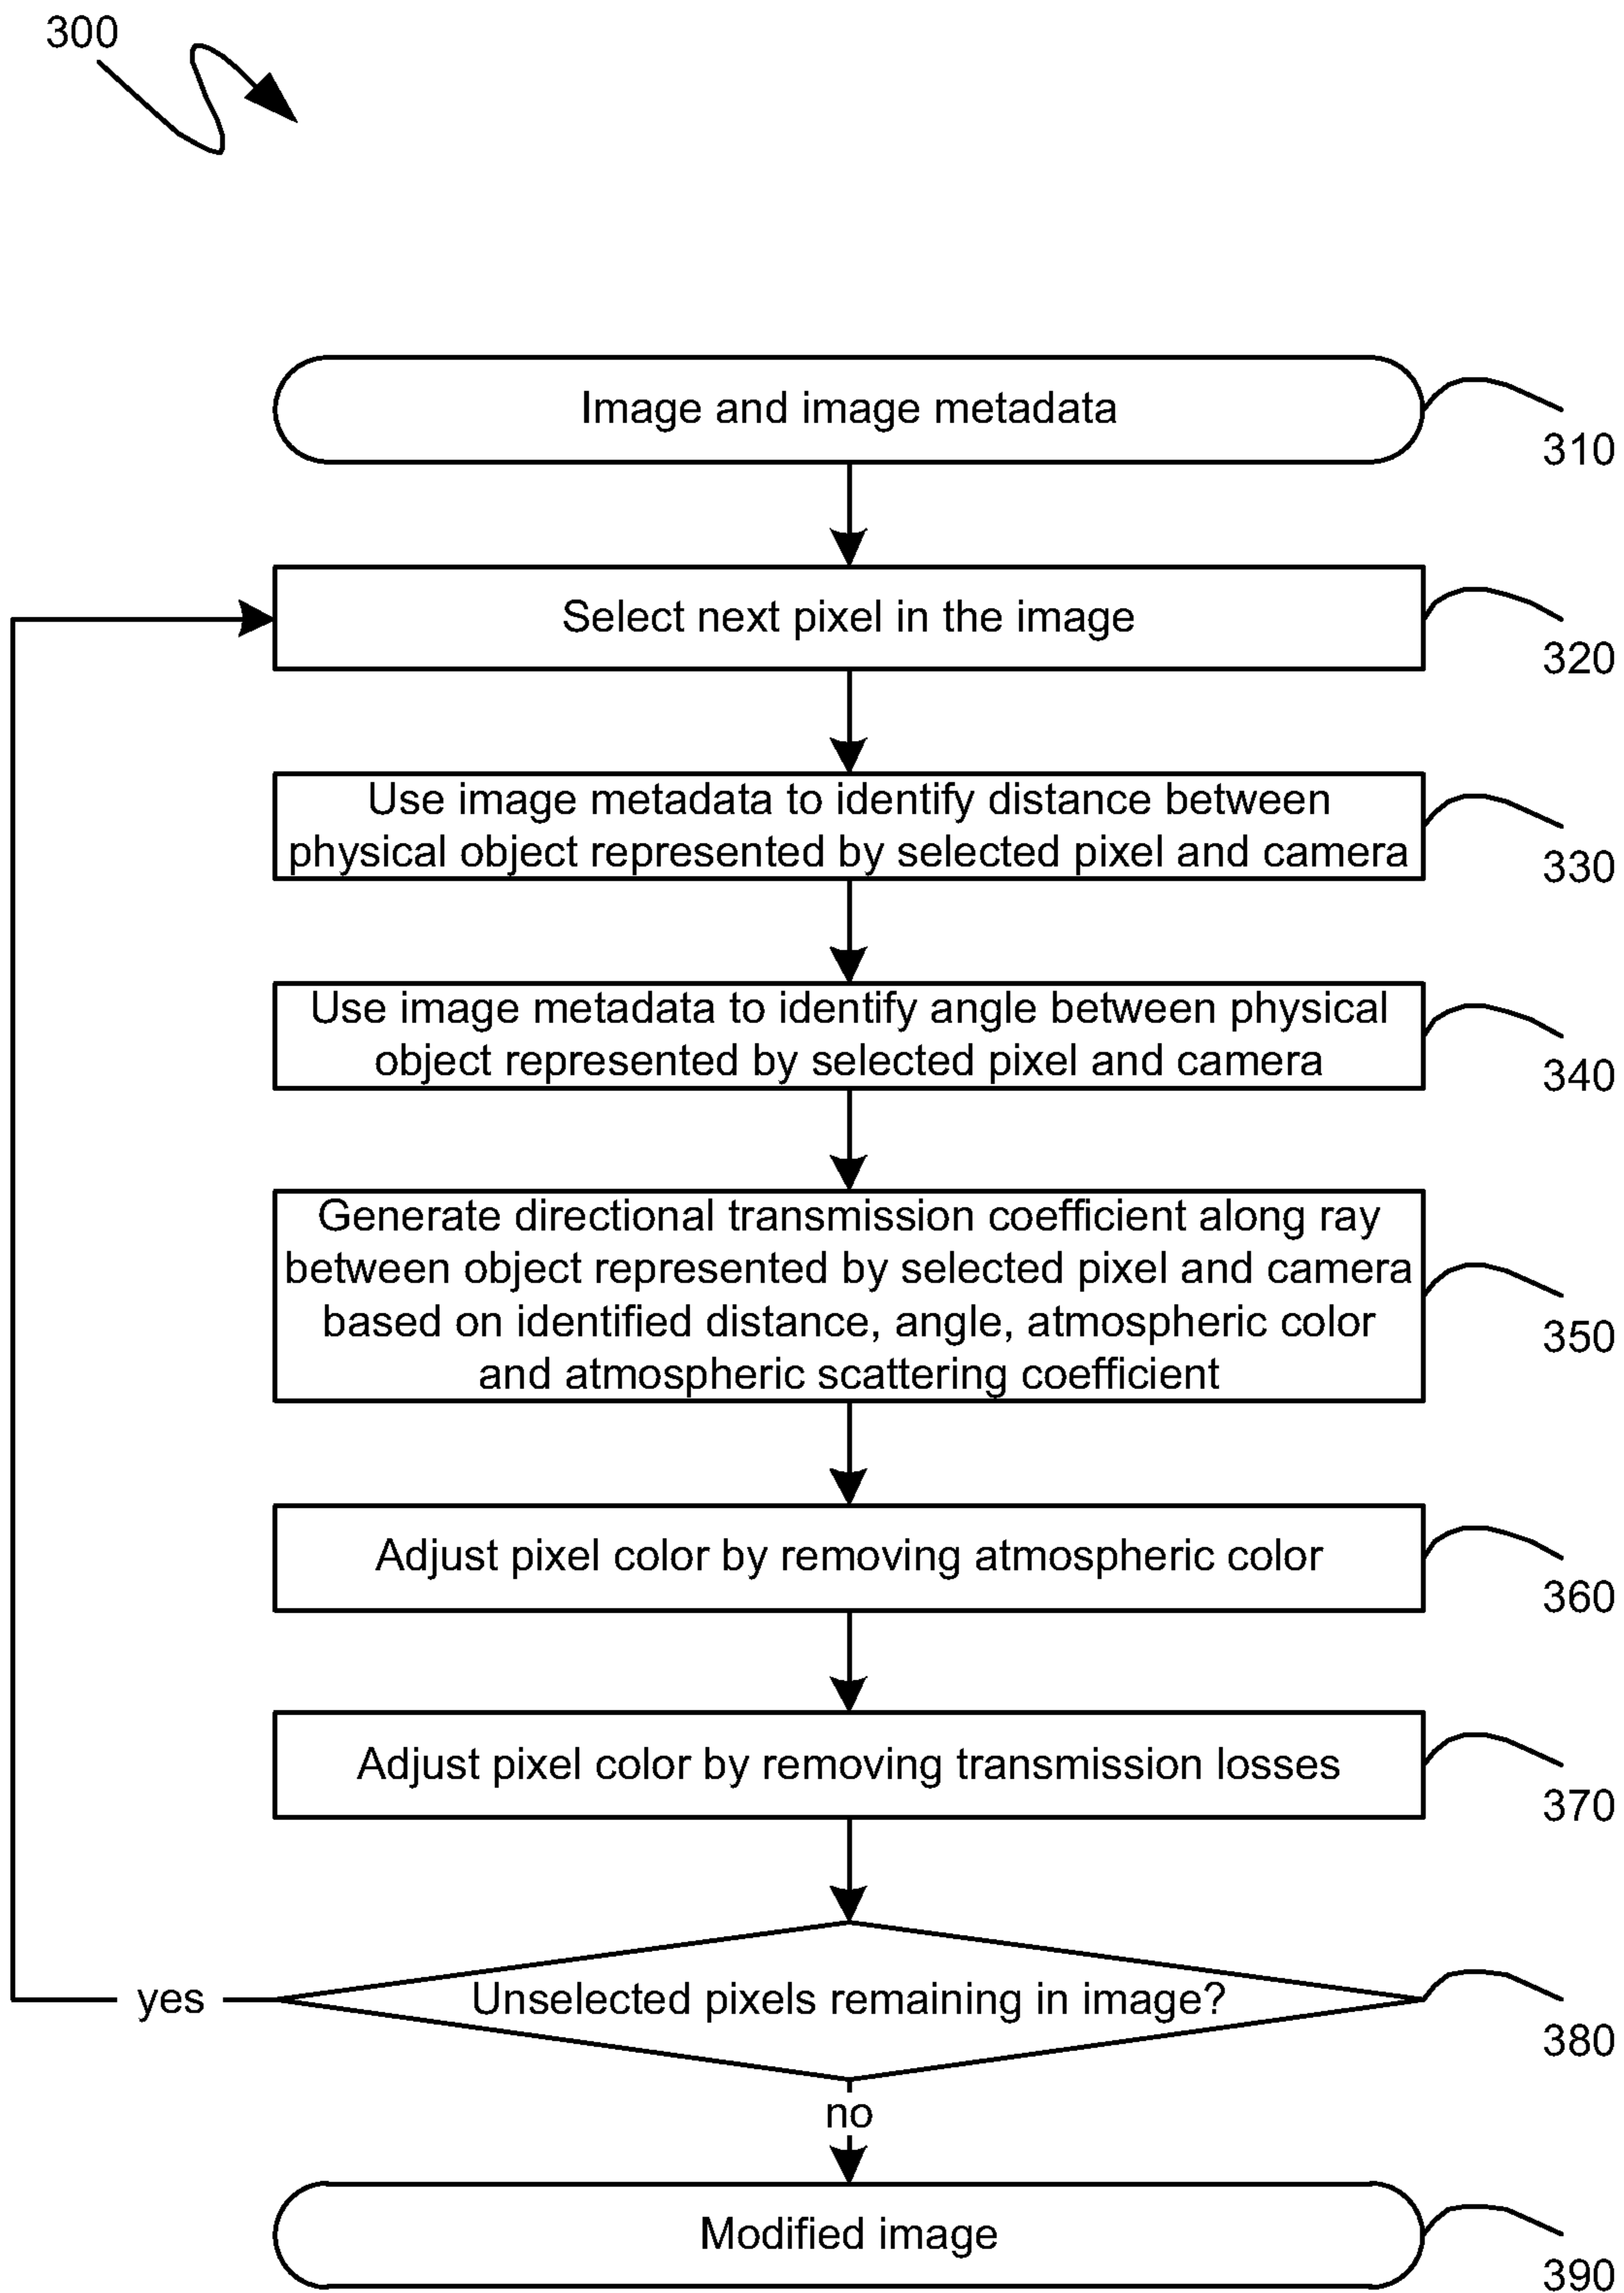 300
Image and image metadata
310
Select next pixel in the image
320
Use image metadata to identify distance between
physical object represented by selected pixel and camera
330
Use image metadata to identify angle between physical
object represented by selected pixel and camera
340
Generate directional transmission coefficient along ray
between object represented by selected pixel and camera
based on identified distance, angle, atmospheric color
and atmospheric scattering coefficient
350
Adjust pixel color by removing atmospheric color
360
Adjust pixel color by removing transmission losses
370
yes
Unselected pixels remaining in image?
380
no
Modified image
390